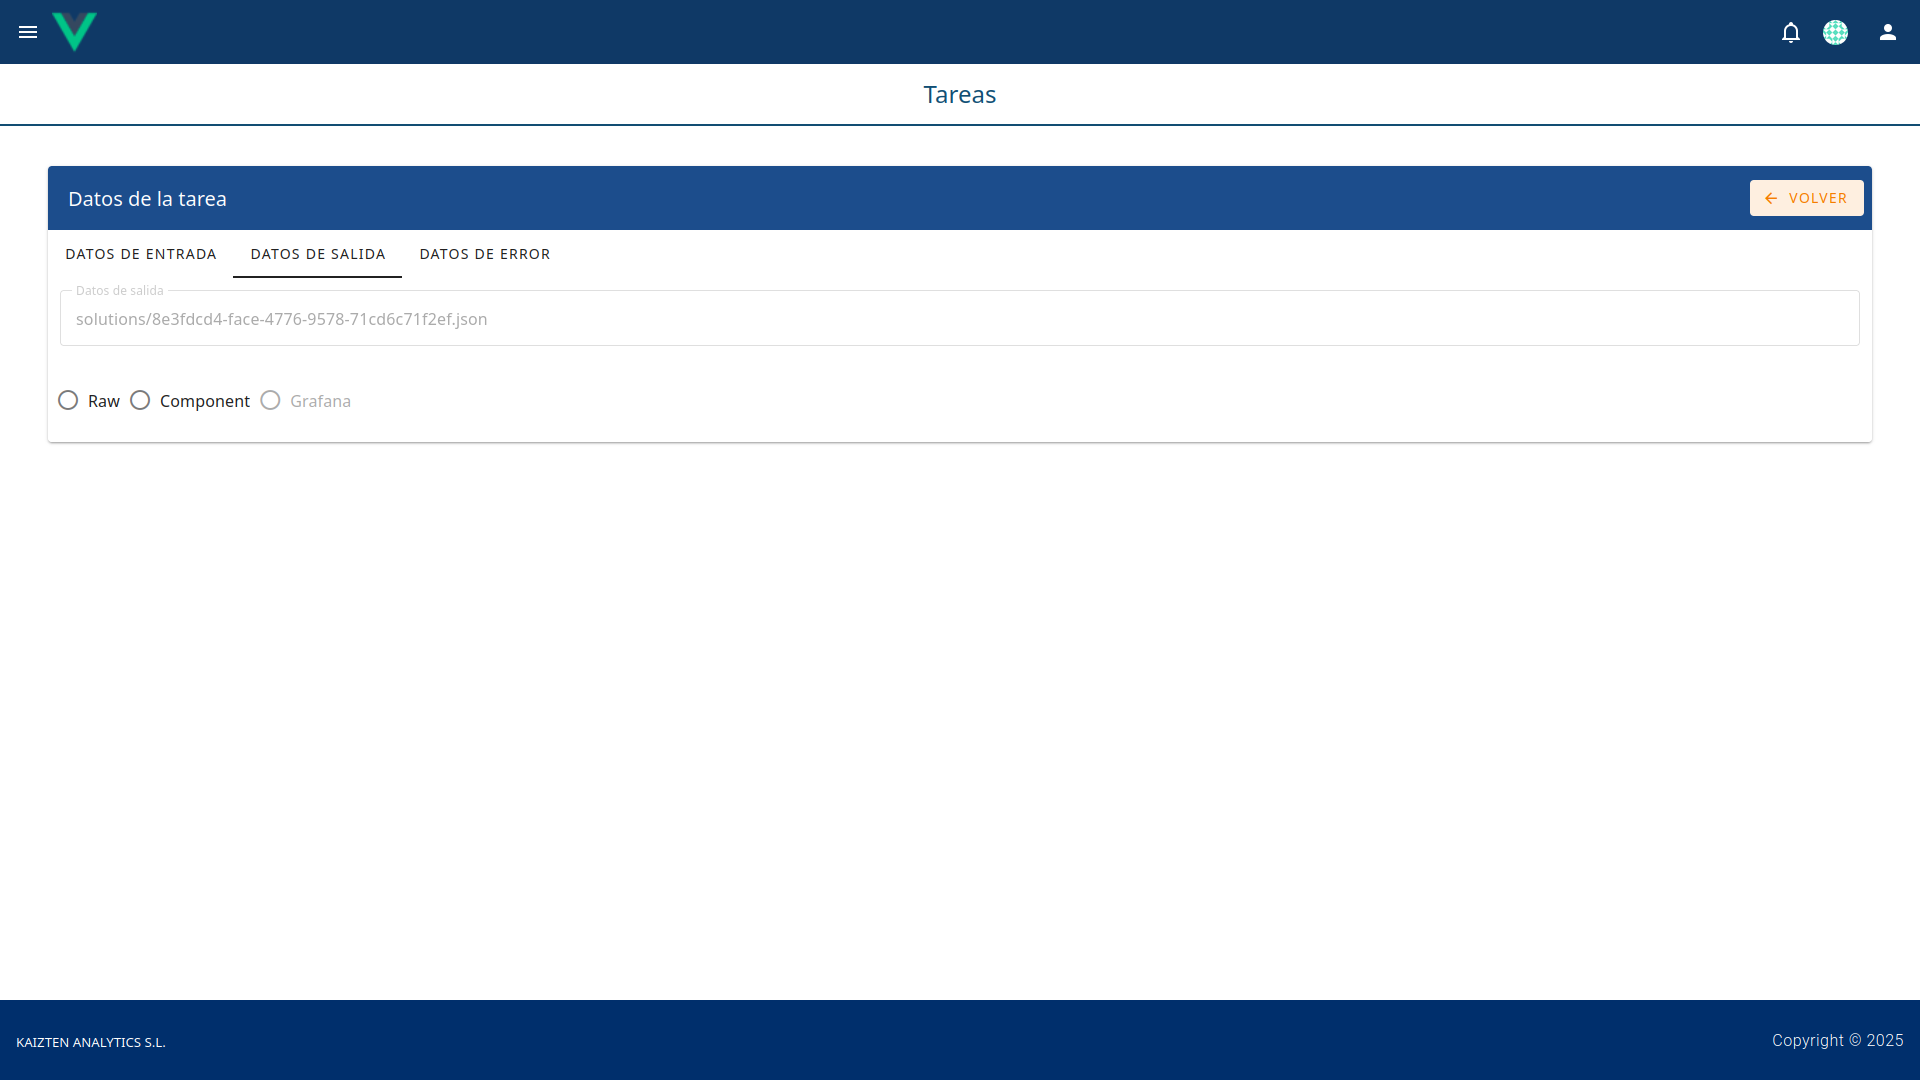 Tareas
Datos de la tarea
VOLVER
DATOS DE ENTRADA
DATOS DE SALIDA
DATOS DE ERROR
Datos de salida
solutions/8e3fdcd4-face-4776-9578-71cd6c71f2ef.json
Raw
Component
Grafana
KAIZTEN ANALYTICS S.L.
Copyright © 2025